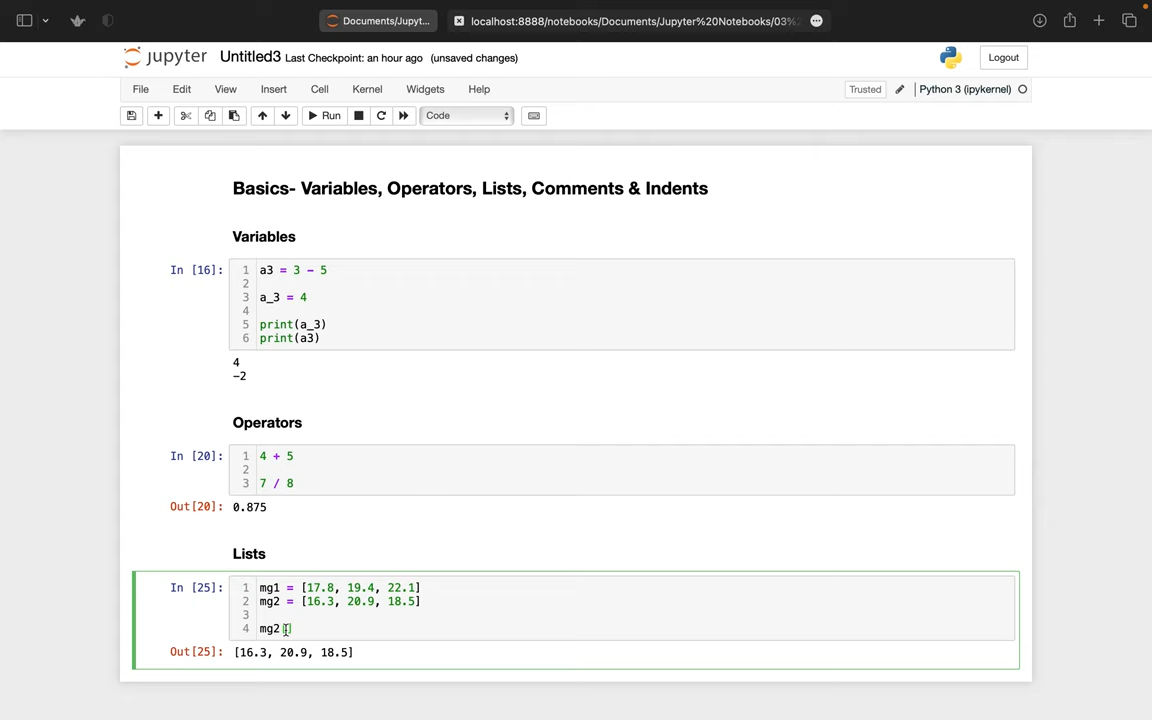 Documents/Jupyt...
localhost:8888/notebooks/Documents/Jupyter%20Notebooks/03%
jupyter Untitled3 Last Checkpoint: an hour ago (unsaved changes)
Logout
File Edit View Insert Cell Kernel Widgets Help
Trusted Python 3 (ipykernel)
Run Code
Basics- Variables, Operators, Lists, Comments & Indents
Variables
In [16]: 1 a3 = 3 - 5
2
3 a_3 = 4
4
5 print(a_3)
6 print(a3)
4
-2
Operators
In [20]: 1 4 + 5
2
3 7 / 8
Out[20]: 0.875
Lists
In [25]: 1 mg1 = [17.8, 19.4, 22.1]
2 mg2 = [16.3, 20.9, 18.5]
3
4 mg2[]
Out[25]: [16.3, 20.9, 18.5]